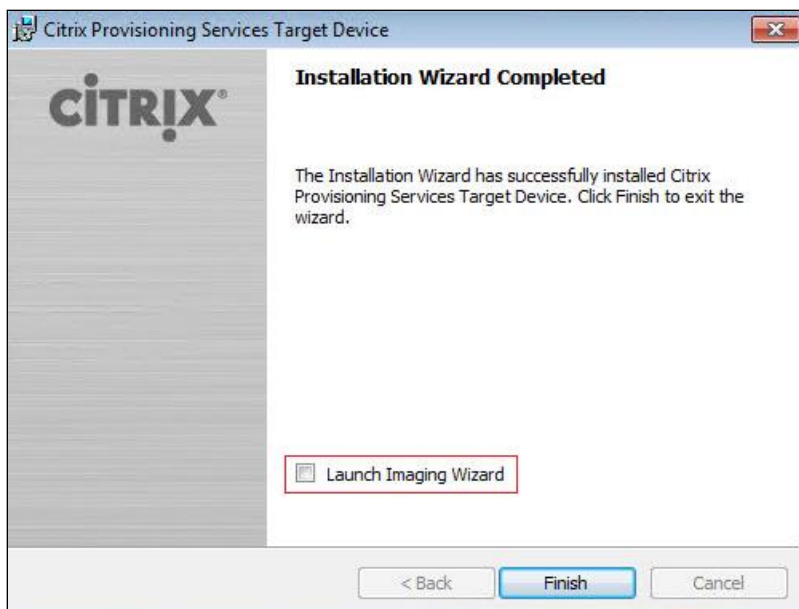 Citrix Provisioning Services Target Device
CiTRIX®
Installation Wizard Completed
The Installation Wizard has successfully installed Citrix
Provisioning Services Target Device. Click Finish to exit the
wizard.
Launch Imaging Wizard
< Back Finish Cancel